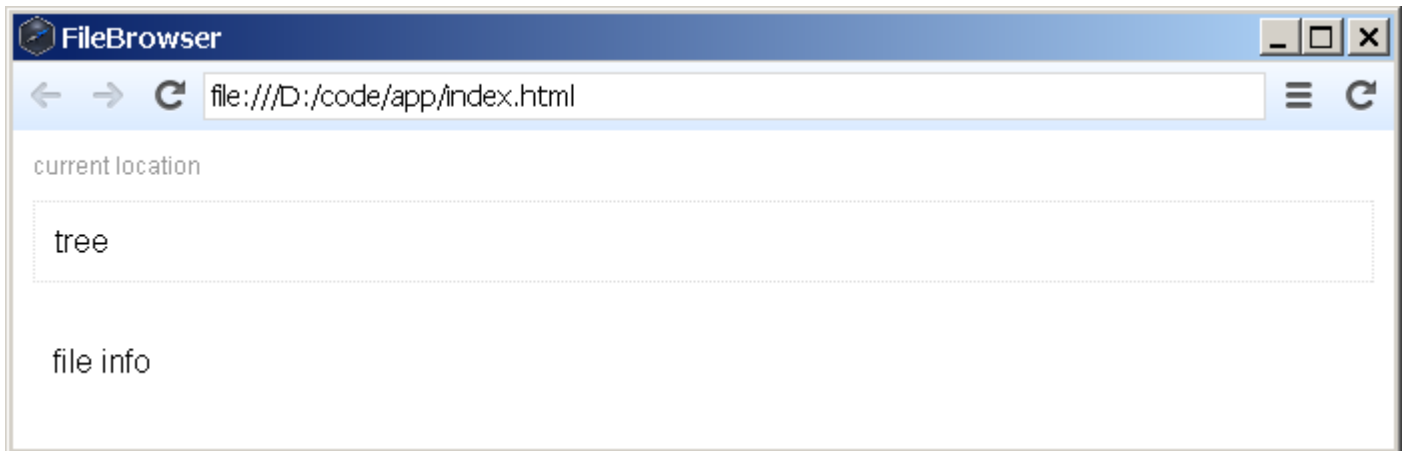 FileBrowser
file:///D:/code/app/index.html
current location
tree
file info